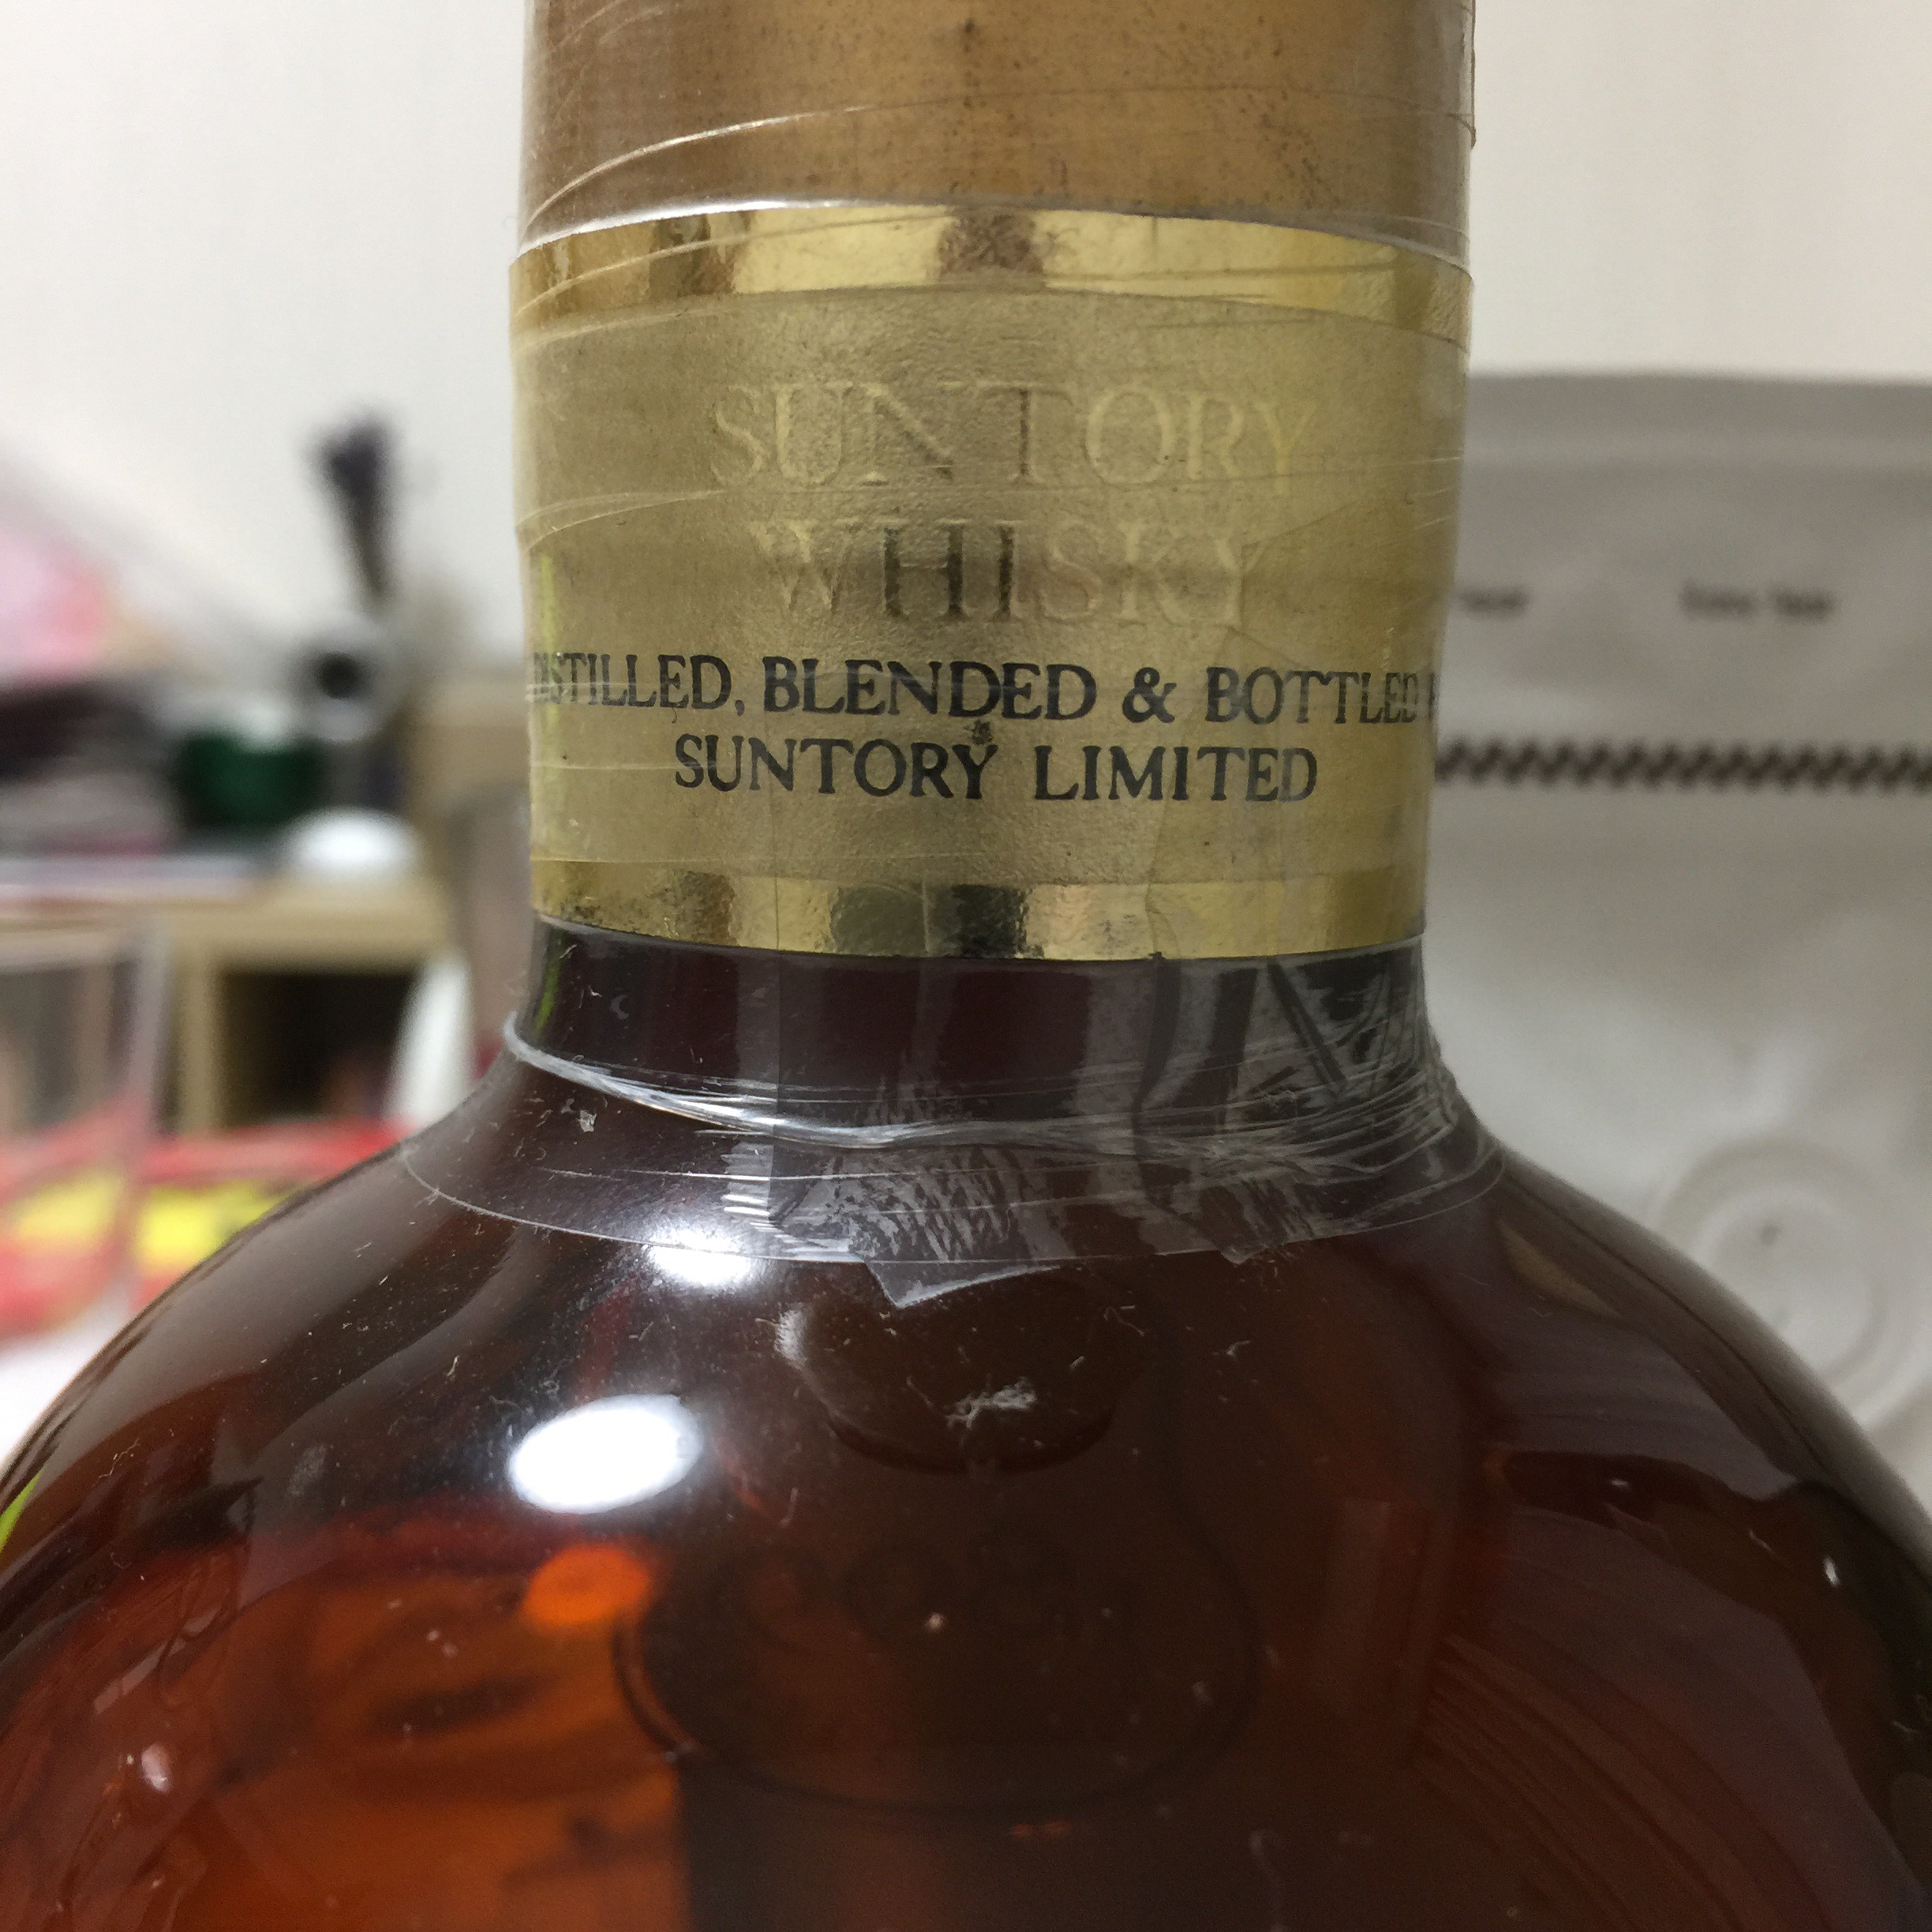 SUNTORY
WHISKY
DISTILLED, BLENDED & BOTTLED
SUNTORY LIMITED